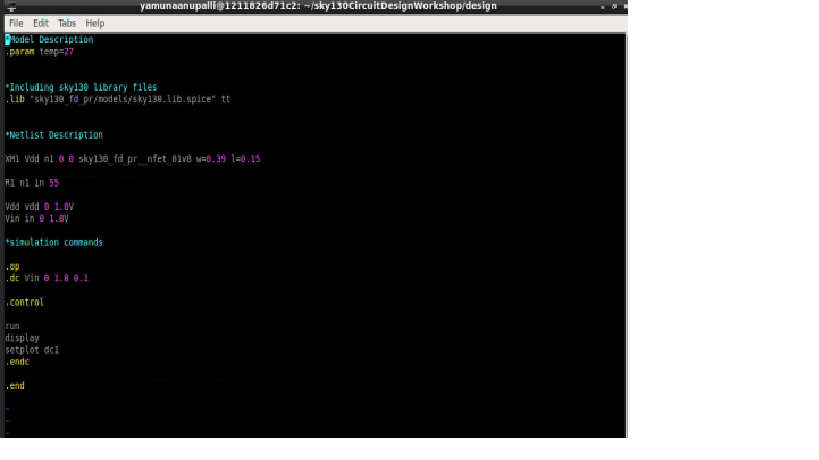 yamunaanupalli@1211826d71c2: ~/sky130CircuitDesignWorkshop/design
File Edit Tabs Help
*Model Description
.param temp=27
*Including sky130 library files
.lib "sky130_fd_pr/models/sky130.lib.spice" tt
*Netlist Description
XM1 Vdd n1 0 0 sky130_fd_pr__nfet_01v8 w=0.39 l=0.15
R1 n1 in 55
Vdd vdd 0 1.8V
Vin in 0 1.8V
*simulation commands
.op
.dc Vin 0 1.8 0.1
.control
run
display
setplot dc1
.endc
.end
~
~
~